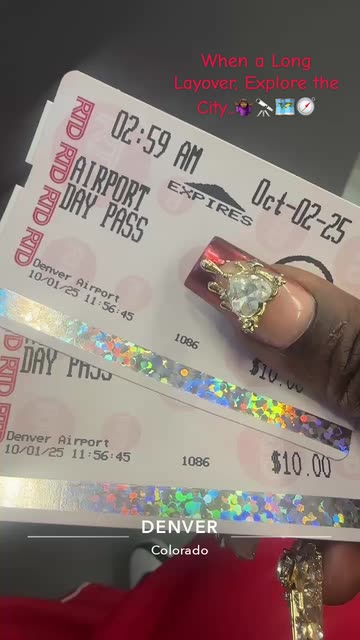 When a Long
Layover, Explore the
City..
RTD RTD RTD RTD
02:59 AM
Oct-02-25
EXPIRES
AIRPORT
DAY PASS
Denver Airport
10/01/25 11:56:45
1086
$10.00
DAY PASS
Denver Airport
10/01/25 11:56:45
1086
$10.00
DENVER
Colorado